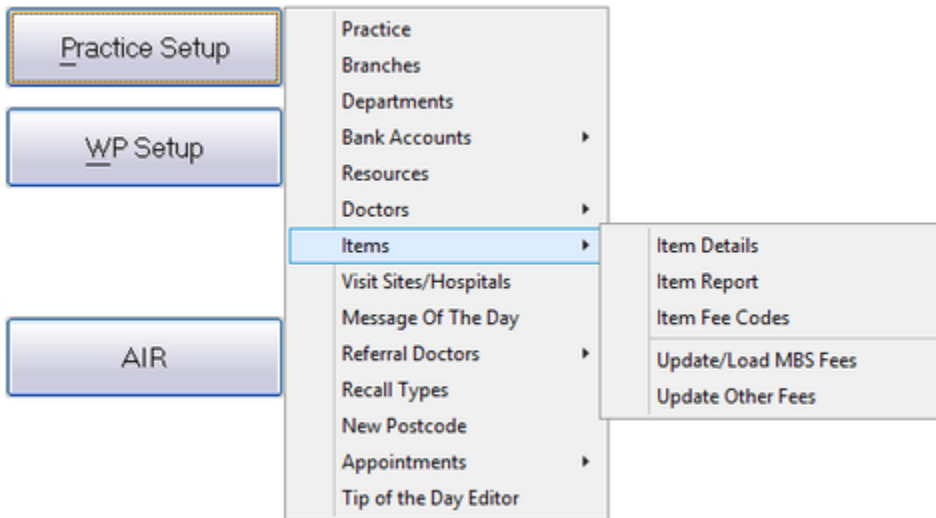 Practice Setup
WP Setup
AIR
Practice
Branches
Departments
Bank Accounts
Resources
Doctors
Items
Visit Sites/Hospitals
Message Of The Day
Referral Doctors
Recall Types
New Postcode
Appointments
Tip of the Day Editor
Item Details
Item Report
Item Fee Codes
Update/Load MBS Fees
Update Other Fees